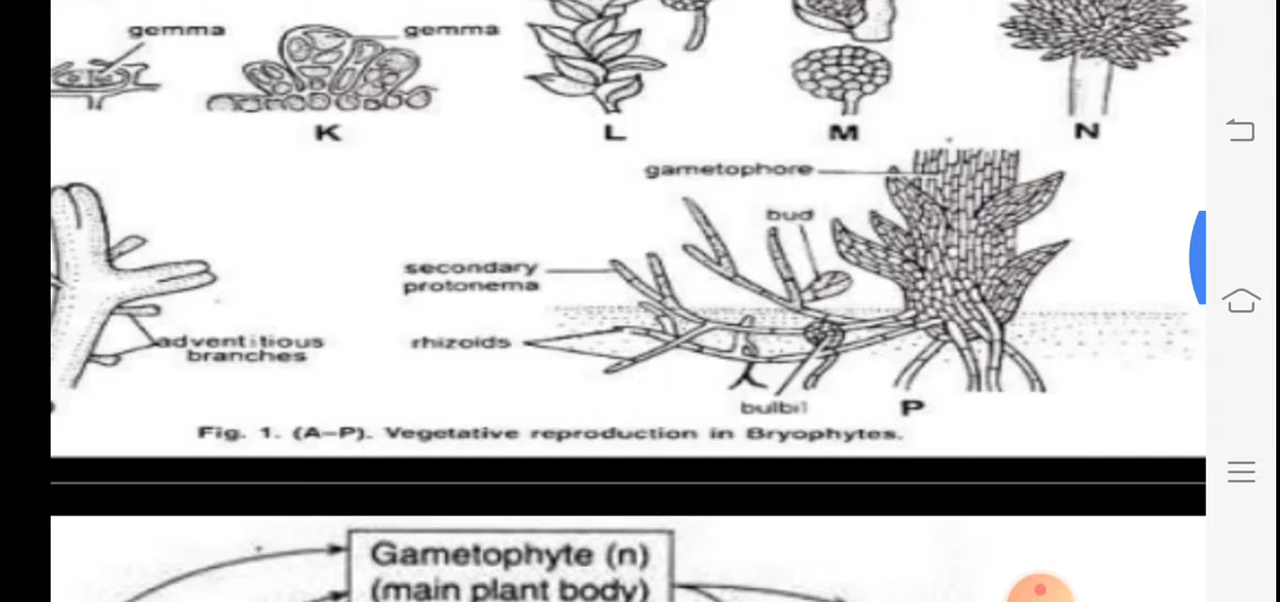 gemma
gemma
K
L
M
N
gametophore
bud
secondary
protonema
adventitious
branches
rhizoids
bulbil
P
Fig. 1. (A–P). Vegetative reproduction in Bryophytes.
Gametophyte (n)
(main plant body)